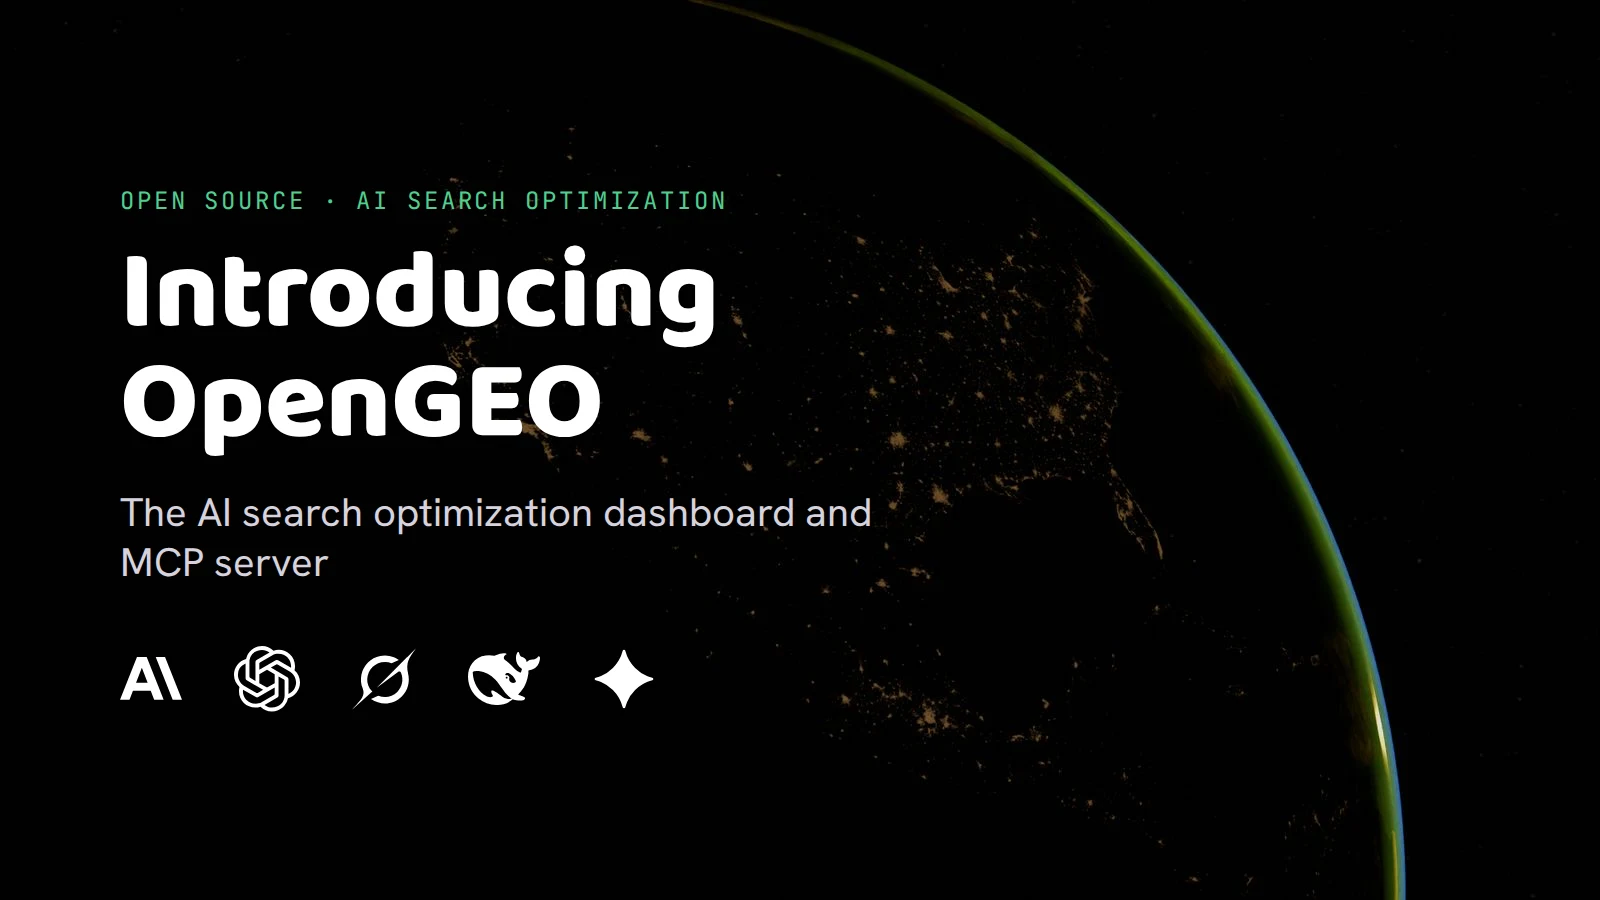 OPEN SOURCE · AI SEARCH OPTIMIZATION
Introducing
OpenGEO
The AI search optimization dashboard and
MCP server